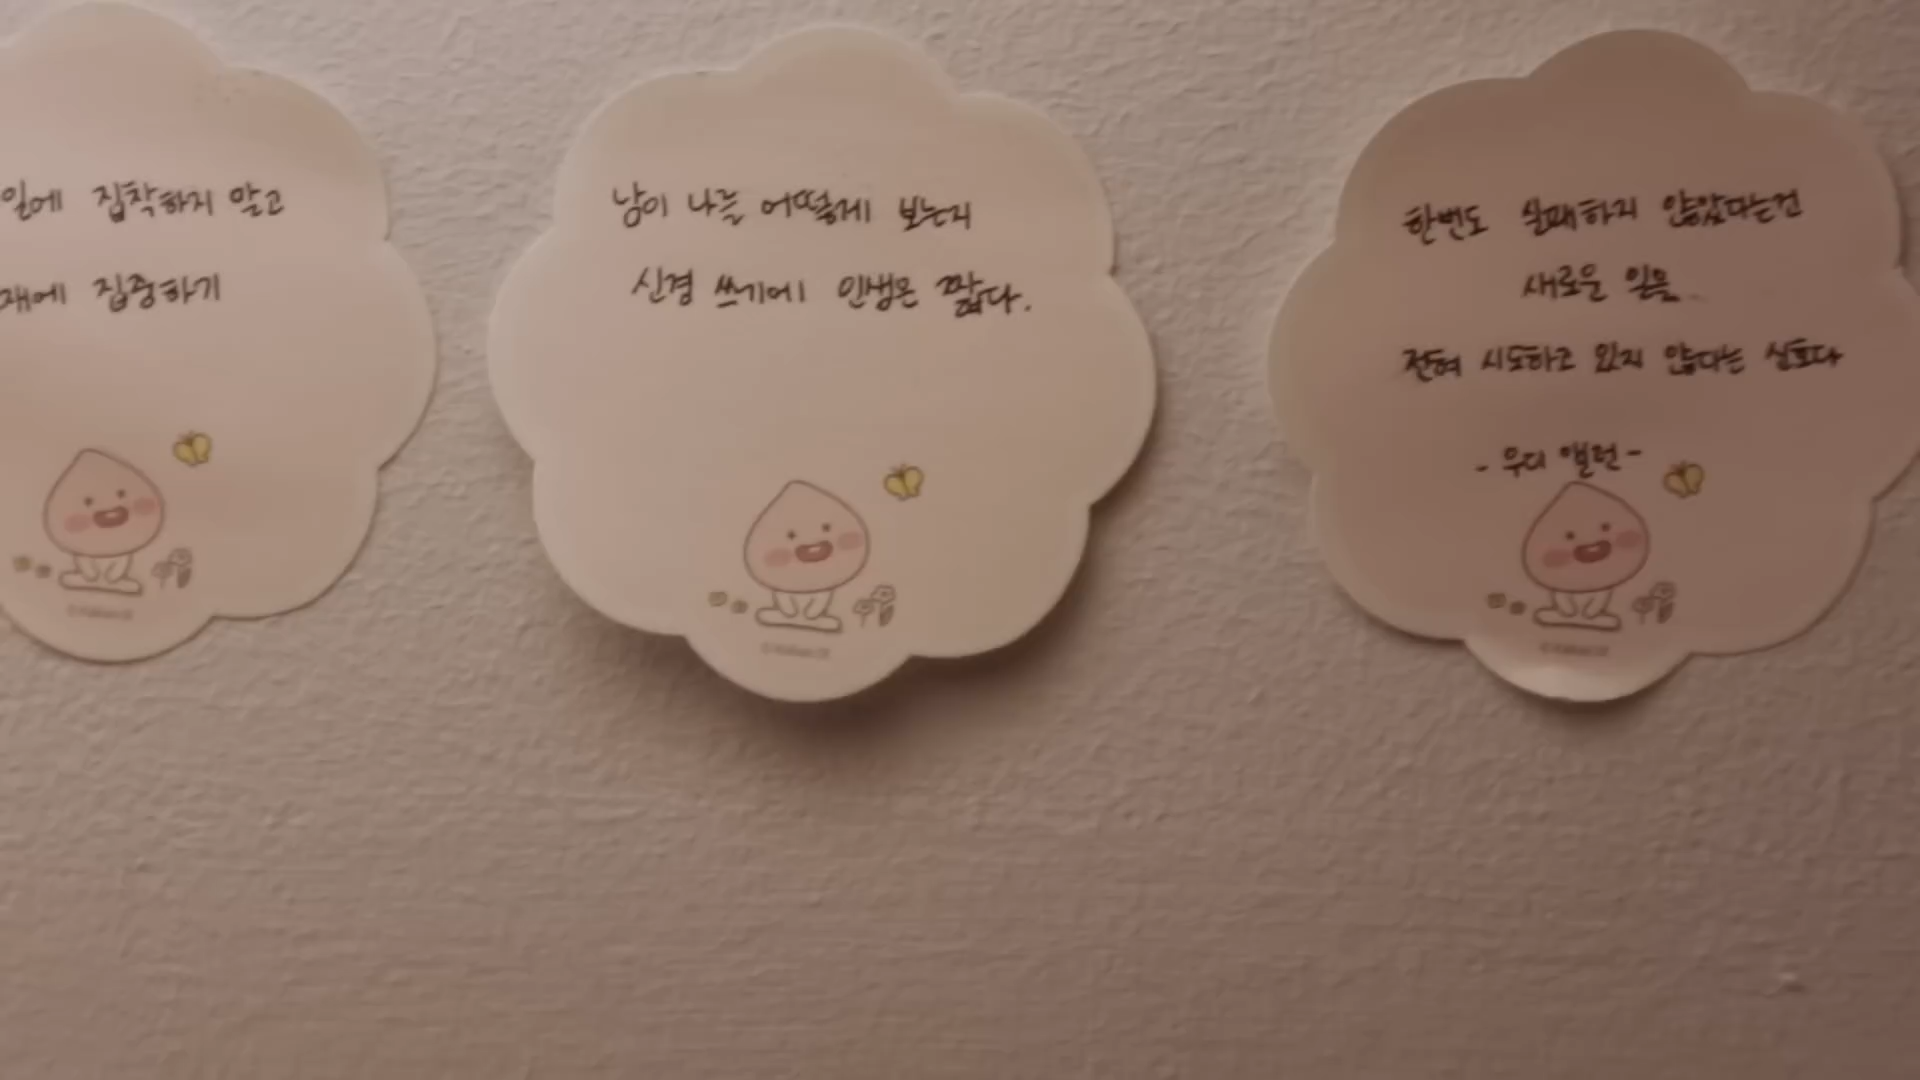 일에 집착하지 말고
재에 집중하기
남이 나를 어떻게 보는지
신경 쓰기에 인생은 짧다.
한번도 실패하지 않았다는건
새로운 일을
전혀 시도하고 있지 않다는 신호다
- 우디 앨런 -